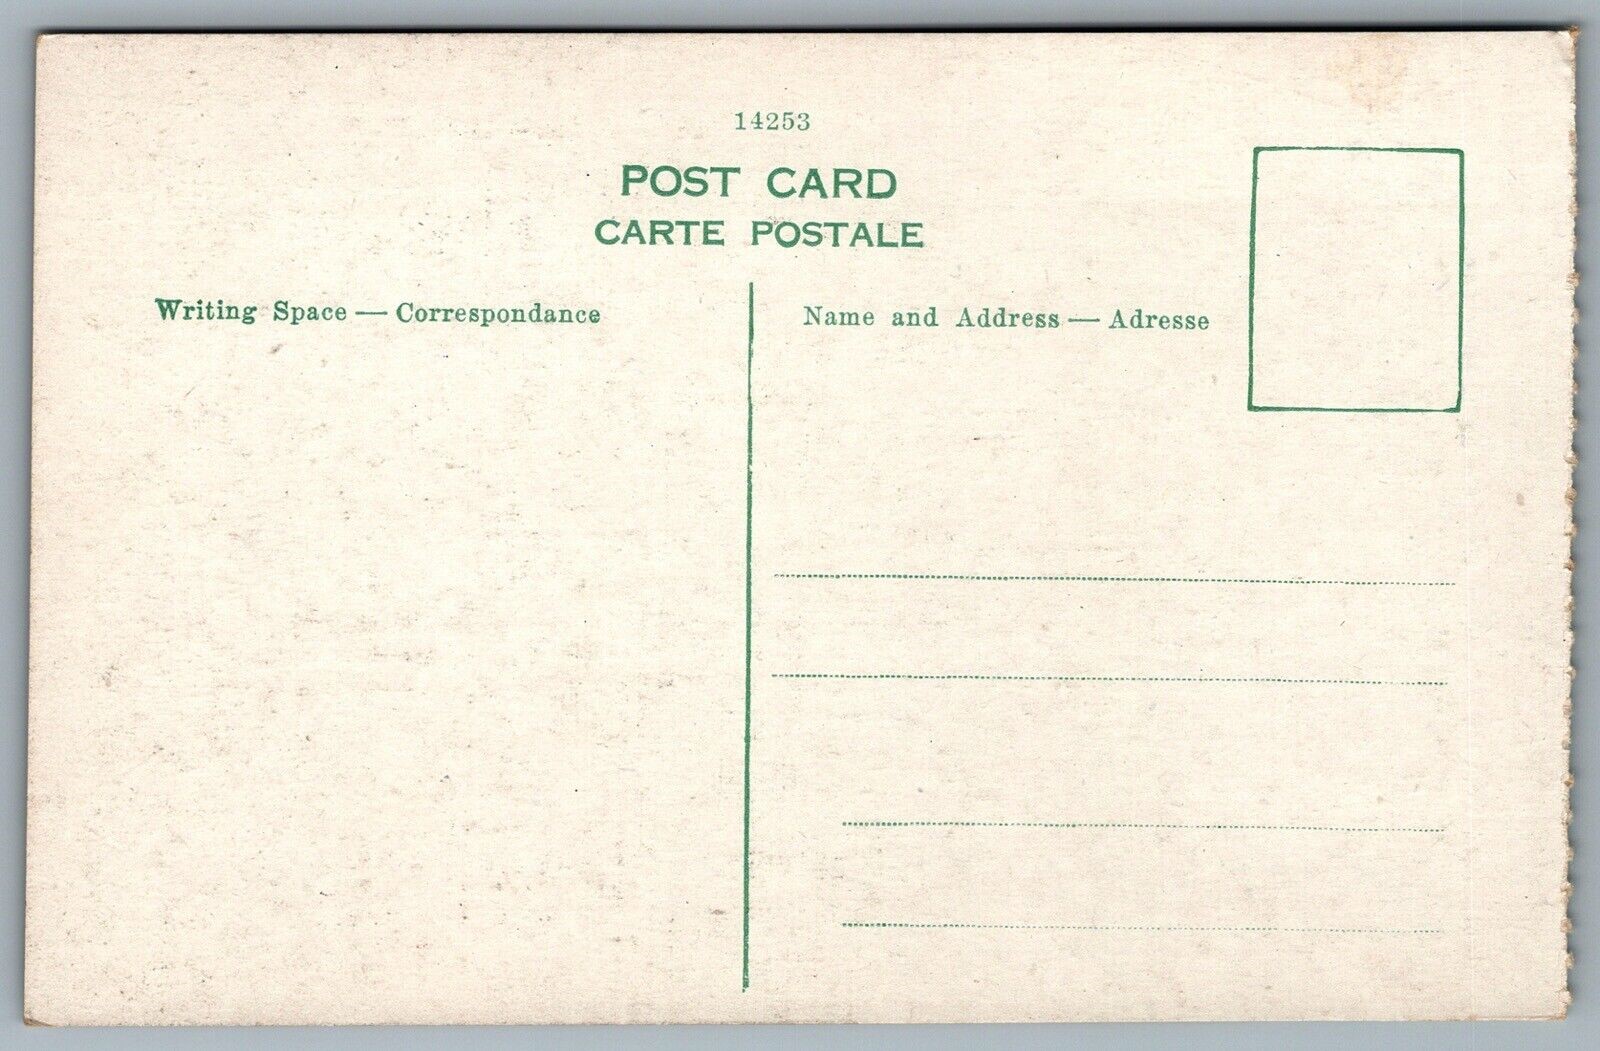 14253
POST CARD
CARTE POSTALE
Writing Space — Correspondance
Name and Address — Adresse